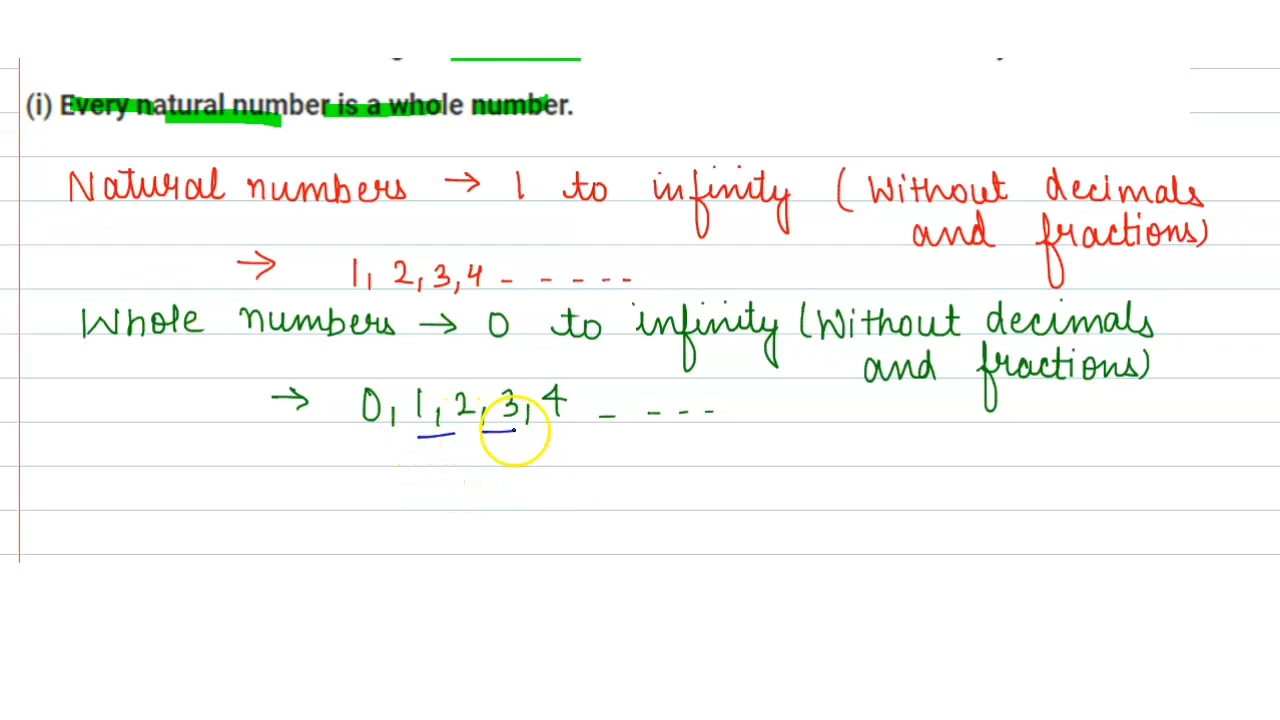 (i) Every natural number is a whole number.
Natural numbers → 1 to infinity (Without decimals
and fractions)
→ 1, 2, 3, 4 - - - - -
Whole numbers → 0 to infinity (Without decimals
and fractions)
→ 0, 1, 2, 3, 4 - - - -